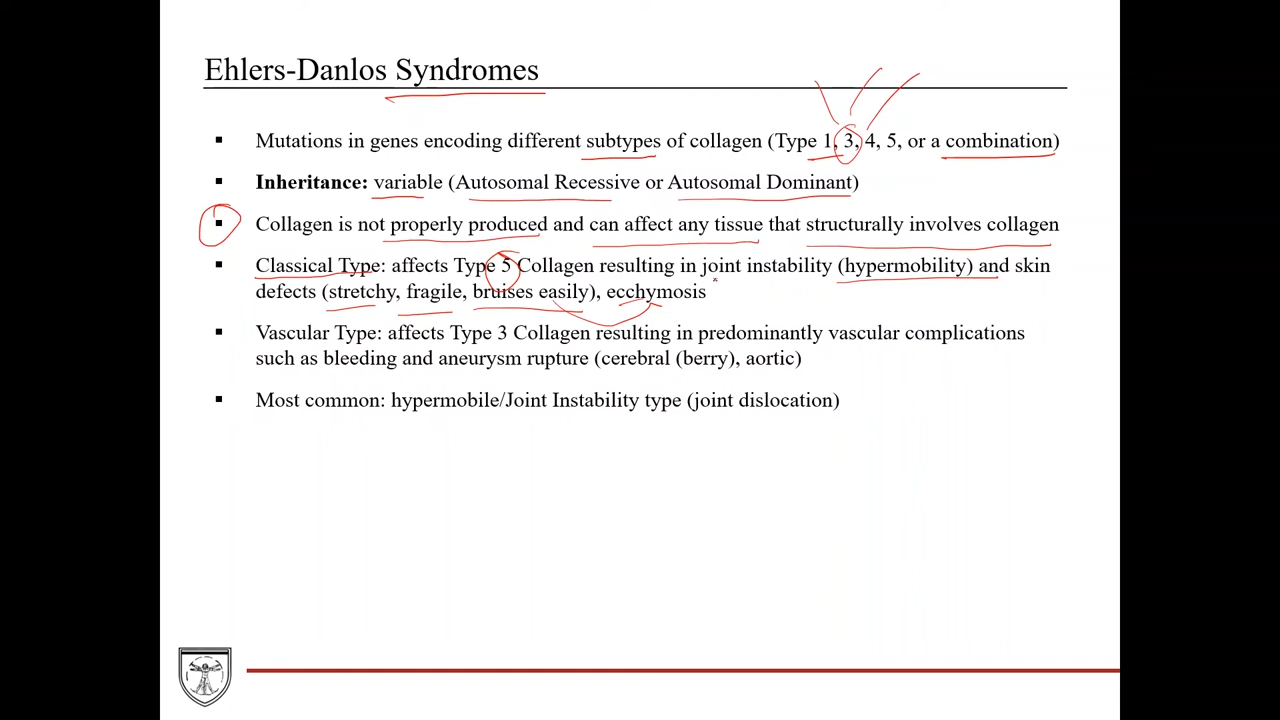 Ehlers-Danlos Syndromes
▪ Mutations in genes encoding different subtypes of collagen (Type 1, 3, 4, 5, or a combination)
▪ Inheritance: variable (Autosomal Recessive or Autosomal Dominant)
▪ Collagen is not properly produced and can affect any tissue that structurally involves collagen
▪ Classical Type: affects Type 5 Collagen resulting in joint instability (hypermobility) and skin
defects (stretchy, fragile, bruises easily), ecchymosis
▪ Vascular Type: affects Type 3 Collagen resulting in predominantly vascular complications
such as bleeding and aneurysm rupture (cerebral (berry), aortic)
▪ Most common: hypermobile/Joint Instability type (joint dislocation)